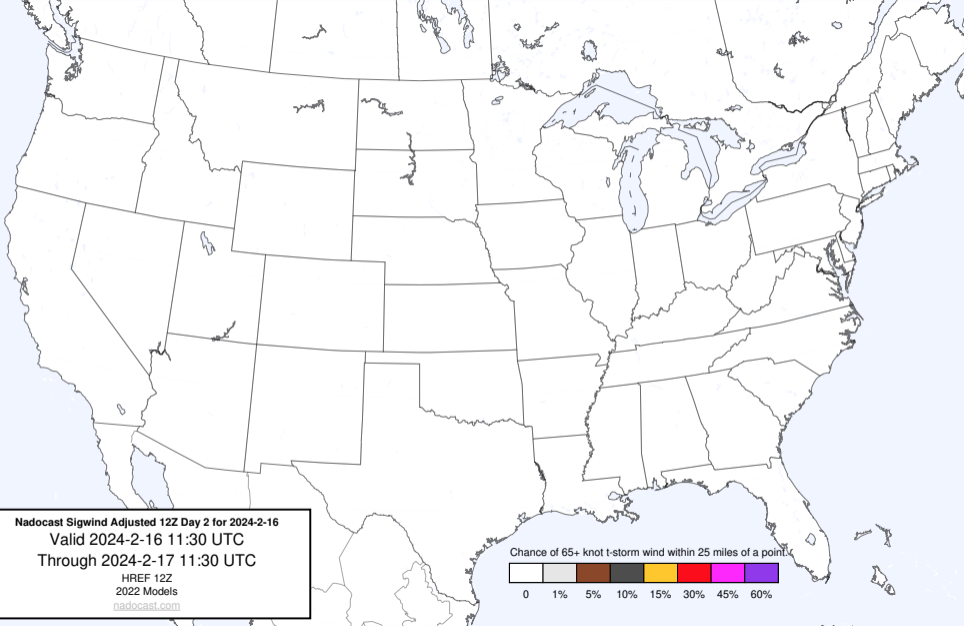 Nadocast Sigwind Adjusted 12Z Day 2 for 2024-2-16
Valid 2024-2-16 11:30 UTC
Through 2024-2-17 11:30 UTC
HREF 12Z
2022 Models
nadocast.com
Chance of 65+ knot t-storm wind within 25 miles of a point.
0 1% 5% 10% 15% 30% 45% 60%